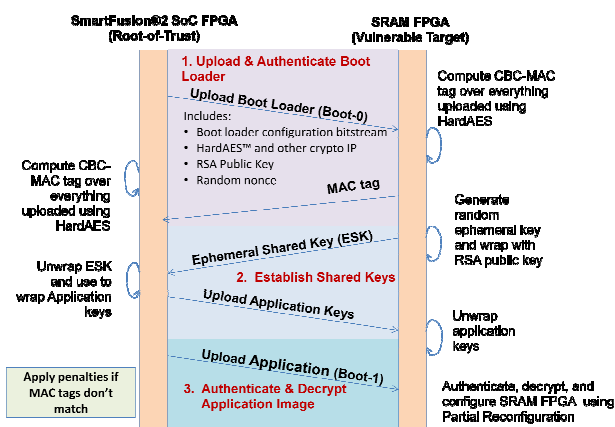 SmartFusion®2 SoC FPGA
(Root-of-Trust)
SRAM FPGA
(Vulnerable Target)
1. Upload & Authenticate Boot
Loader
Upload Boot Loader (Boot-0)
Includes:
• Boot loader configuration bitstream
• HardAES™ and other crypto IP
• RSA Public Key
• Random nonce
Compute CBC-MAC
tag over everything
uploaded using
HardAES
MAC tag
Compute CBC-
MAC tag over
everything
uploaded using
HardAES
Generate
random
ephemeral key
and wrap with
RSA public key
Ephemeral Shared Key (ESK)
2. Establish Shared Keys
Unwrap ESK
and use to
wrap Application
keys
Upload Application Keys
Unwrap
application
keys
Upload Application (Boot-1)
3. Authenticate & Decrypt
Application Image
Apply penalties if
MAC tags don't
match
Authenticate, decrypt, and
configure SRAM FPGA using
Partial Reconfiguration